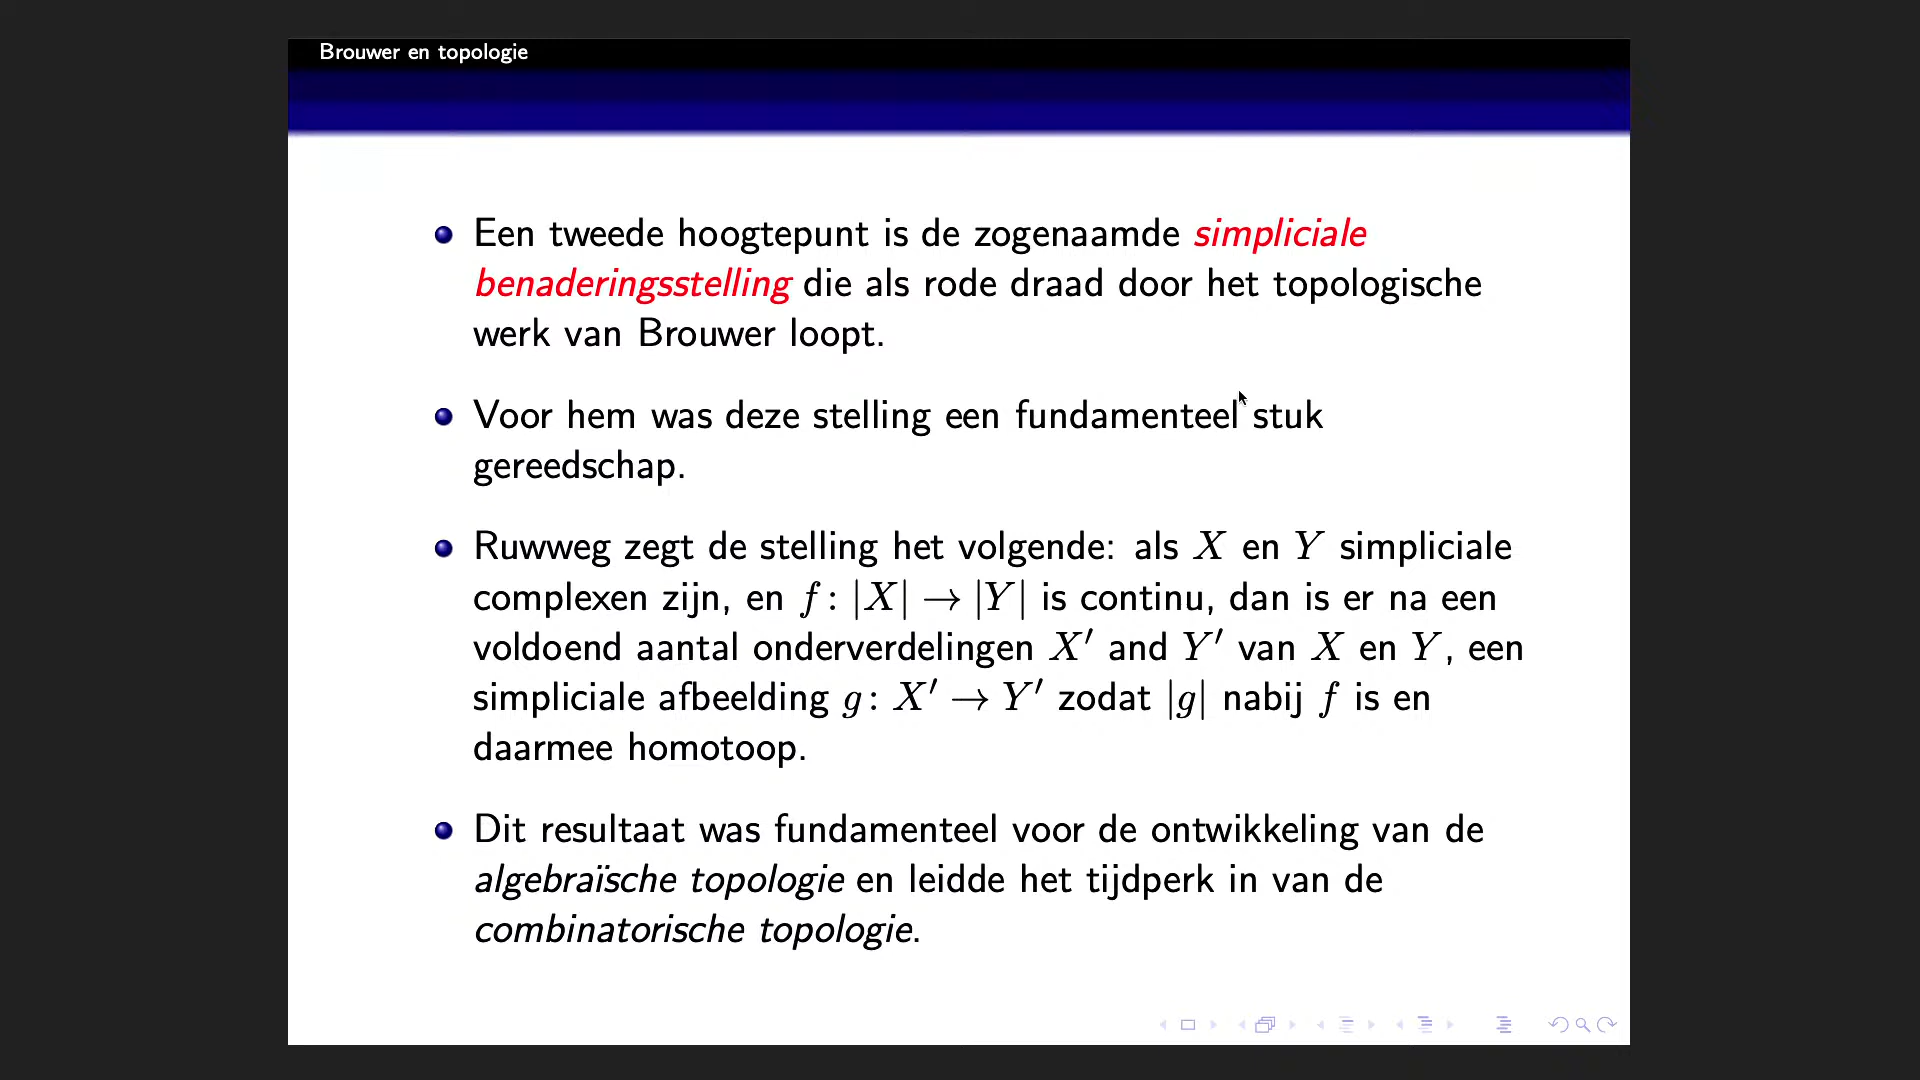 Brouwer en topologie
Een tweede hoogtepunt is de zogenaamde simpliciale
benaderingsstelling die als rode draad door het topologische
werk van Brouwer loopt.
Voor hem was deze stelling een fundamenteel stuk
gereedschap.
Ruwweg zegt de stelling het volgende: als X en Y simpliciale
complexen zijn, en f : |X| → |Y| is continu, dan is er na een
voldoend aantal onderverdelingen X′ and Y′ van X en Y, een
simpliciale afbeelding g : X′ → Y′ zodat |g| nabij f is en
daarmee homotoop.
Dit resultaat was fundamenteel voor de ontwikkeling van de
algebraïsche topologie en leidde het tijdperk in van de
combinatorische topologie.